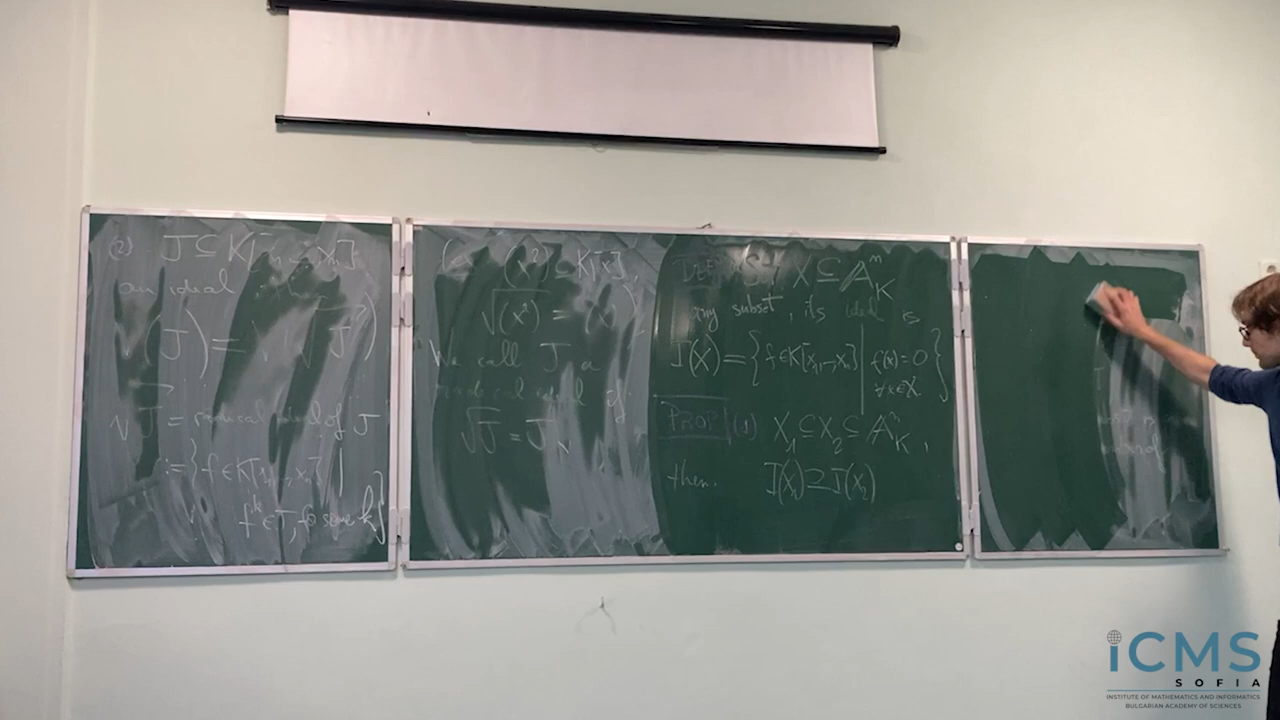 (2) J ⊆ K[x₁,…,xₙ]
an ideal
V(J) = V(√J)
√J = radical ideal of J
:= {f ∈ K[x₁,…,xₙ] |
fᵏ ∈ J, for some k}
(x²) ⊆ K[x],
√(x²) = (x)
We call J a
radical ideal if
√J = J
X ⊆ 𝔸ⁿ_K
any subset, its ideal is
J(X) = {f ∈ K[x₁,…,xₙ] | f(x) = 0 ∀x ∈ X}
PROP (1) X₁ ⊆ X₂ ⊆ 𝔸ⁿ_K,
then J(X₁) ⊇ J(X₂)
iCMS
SOFIA
INSTITUTE OF MATHEMATICS AND INFORMATICS
BULGARIAN ACADEMY OF SCIENCES